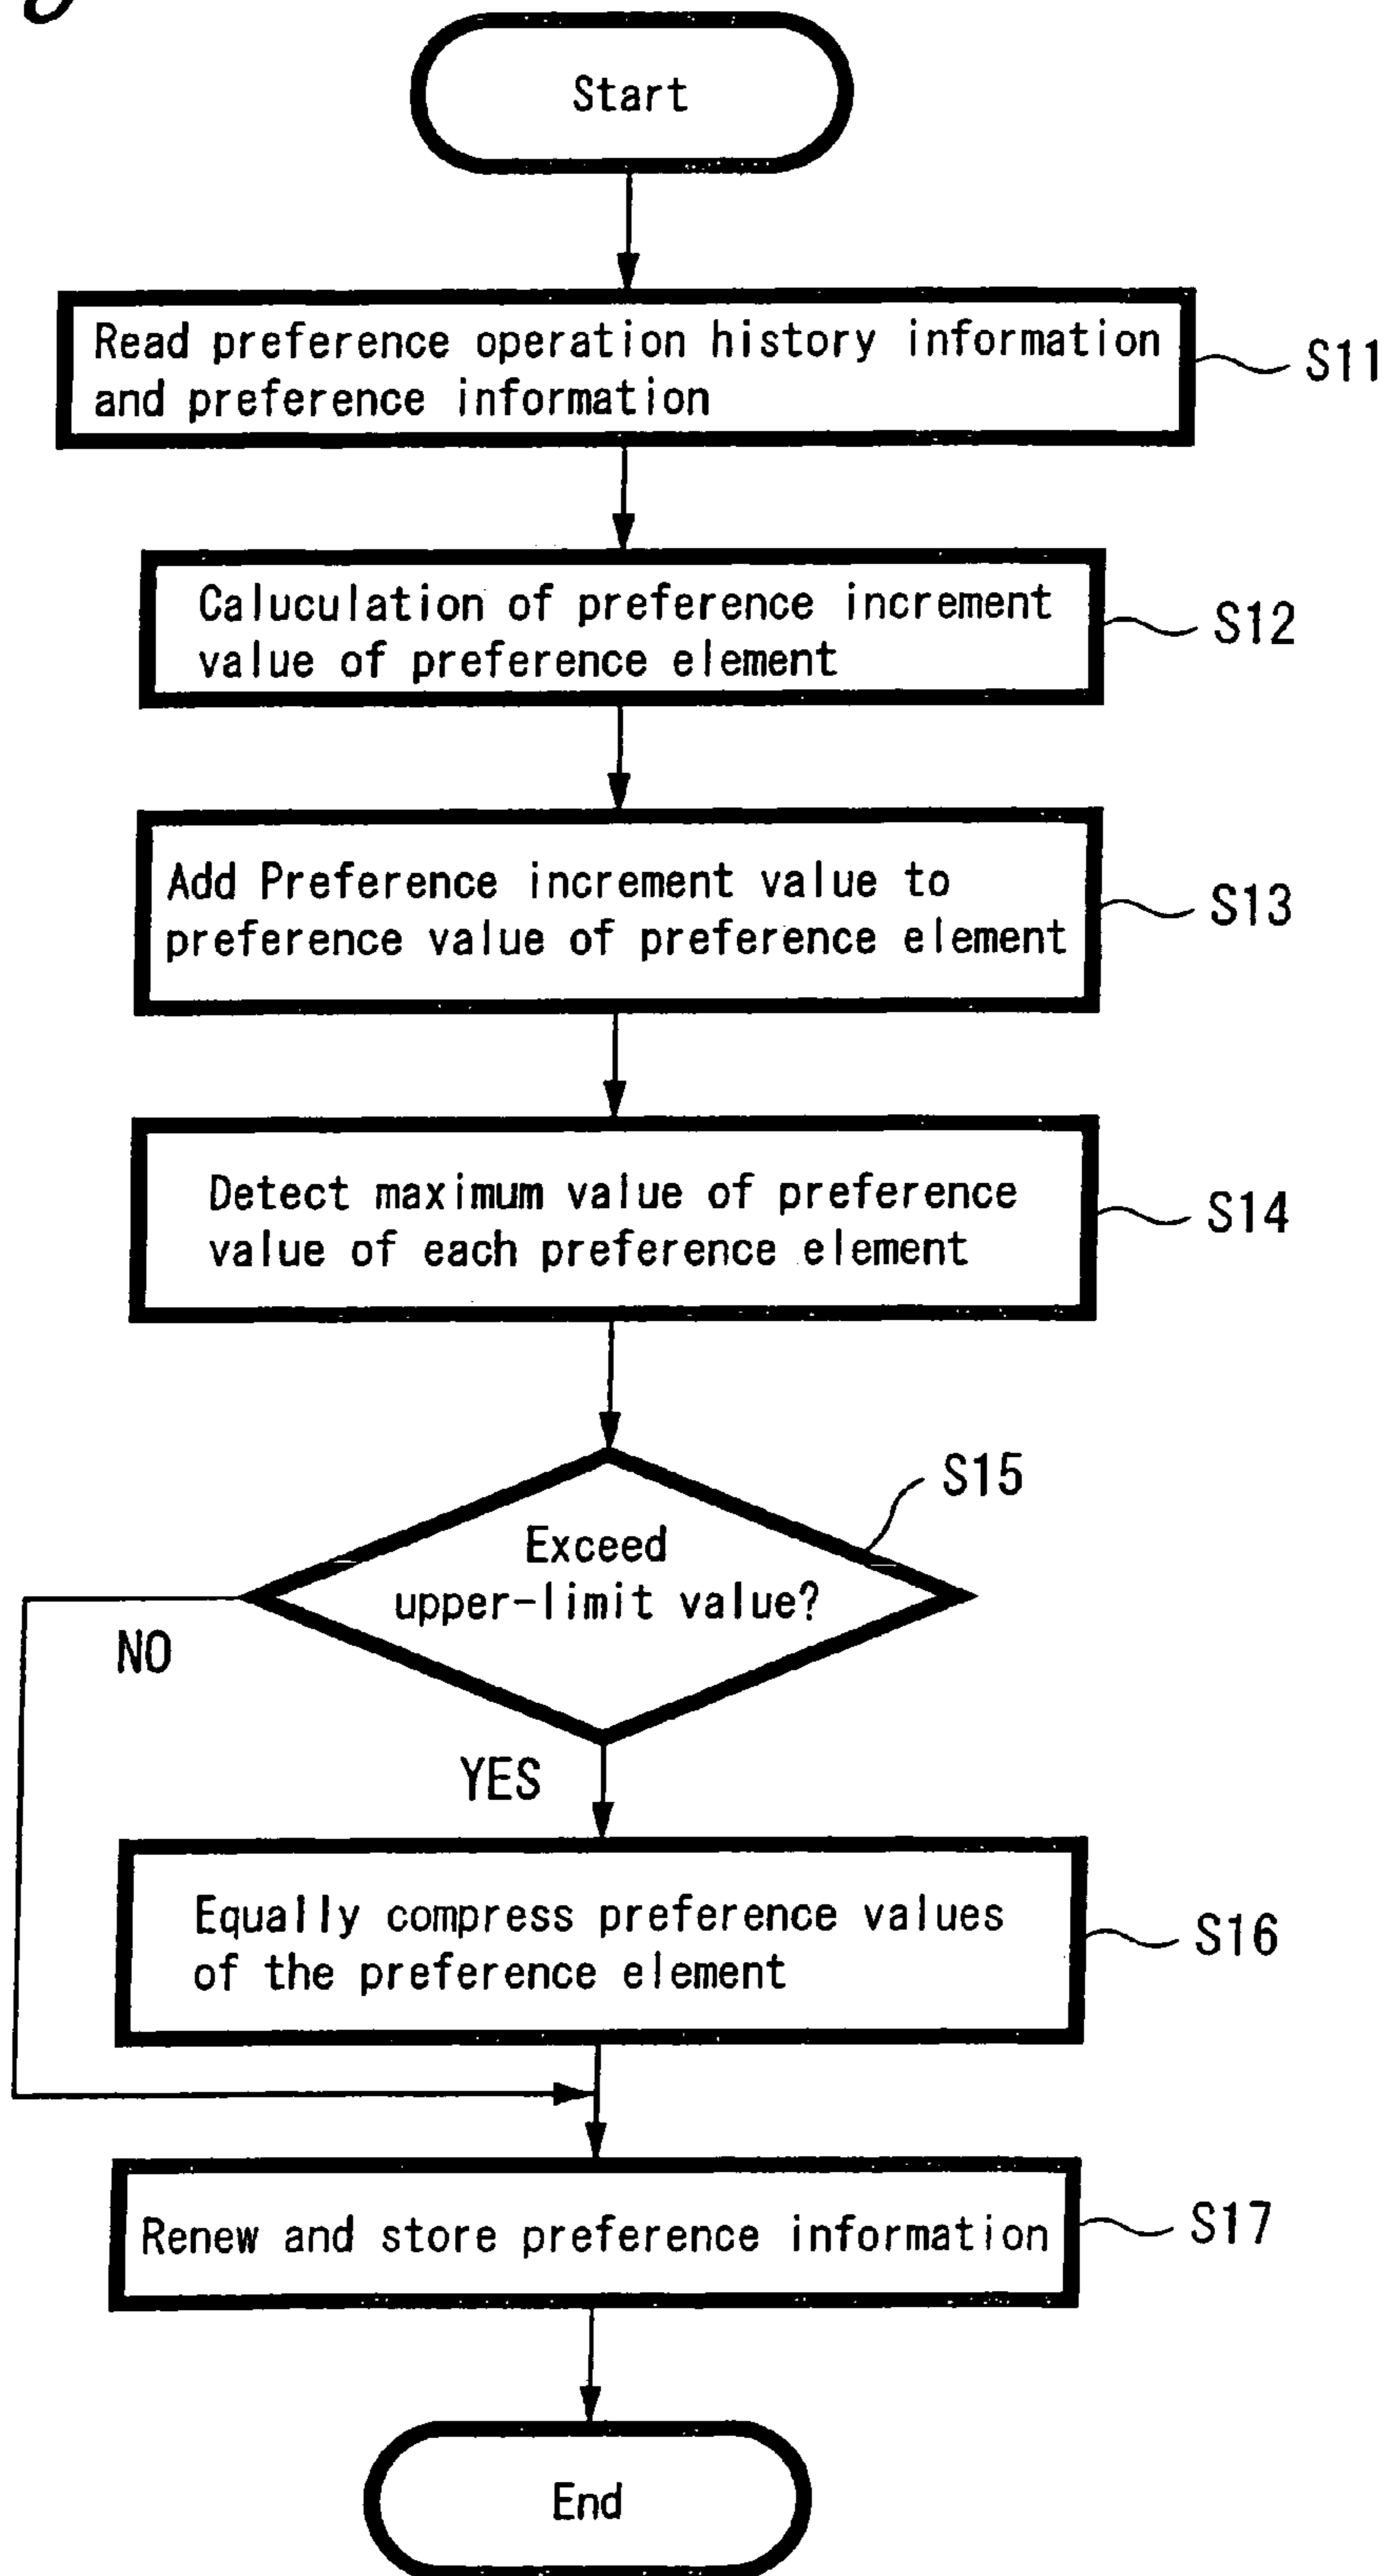 Start
Read preference operation history information
and preference information
S11
Caluculation of preference increment
value of preference element
S12
Add Preference increment value to
preference value of preference element
S13
Detect maximum value of preference
value of each preference element
S14
S15
Exceed
upper-limit value?
NO
YES
Equally compress preference values
of the preference element
S16
Renew and store preference information
S17
End